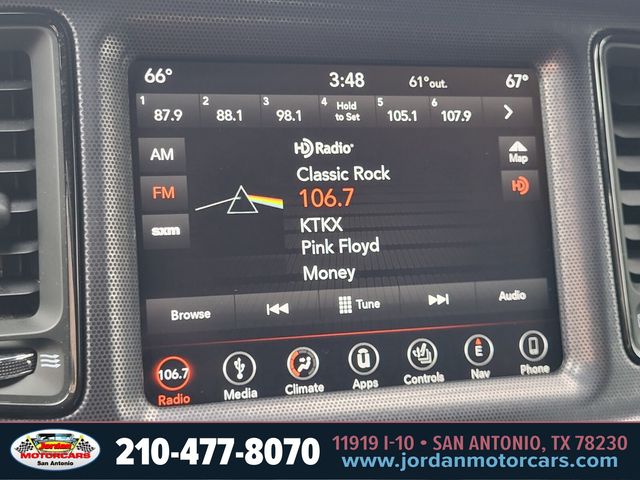 66° 3:48 61°out. 67°
1 87.9 2 88.1 3 98.1 4 Hold to Set 5 105.1 6 107.9 >
AM
FM
sxm
HD Radio
Map
HD
Classic Rock
106.7
KTKX
Pink Floyd
Money
Browse Tune Audio
106.7
Radio Media Climate Apps Controls Nav Phone
E
Jordan
MOTORCARS
San Antonio
210-477-8070
11919 I-10 • SAN ANTONIO, TX 78230
www.jordanmotorcars.com